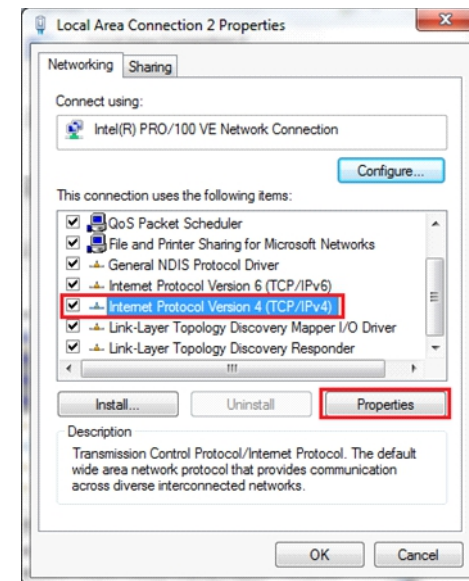 Local Area Connection 2 Properties
Networking Sharing
Connect using:
Intel(R) PRO/100 VE Network Connection
Configure...
This connection uses the following items:
QoS Packet Scheduler
File and Printer Sharing for Microsoft Networks
General NDIS Protocol Driver
Internet Protocol Version 6 (TCP/IPv6)
Internet Protocol Version 4 (TCP/IPv4)
Link-Layer Topology Discovery Mapper I/O Driver
Link-Layer Topology Discovery Responder
Install... Uninstall Properties
Description
Transmission Control Protocol/Internet Protocol. The default
wide area network protocol that provides communication
across diverse interconnected networks.
OK Cancel